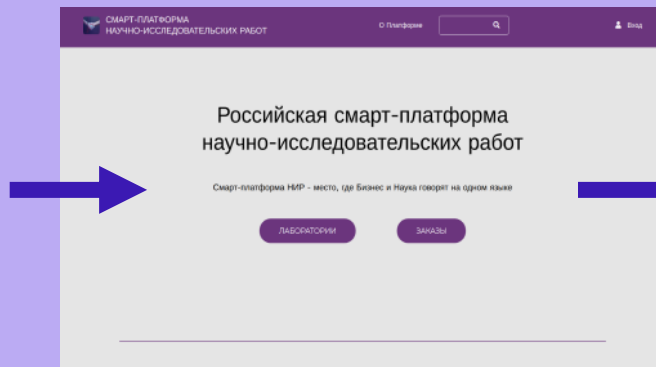 СМАРТ-ПЛАТФОРМА
НАУЧНО-ИССЛЕДОВАТЕЛЬСКИХ РАБОТ
О Платформе
Вход
Российская смарт-платформа
научно-исследовательских работ
Смарт-платформа НИР - место, где Бизнес и Наука говорят на одном языке
ЛАБОРАТОРИИ
ЗАКАЗЫ